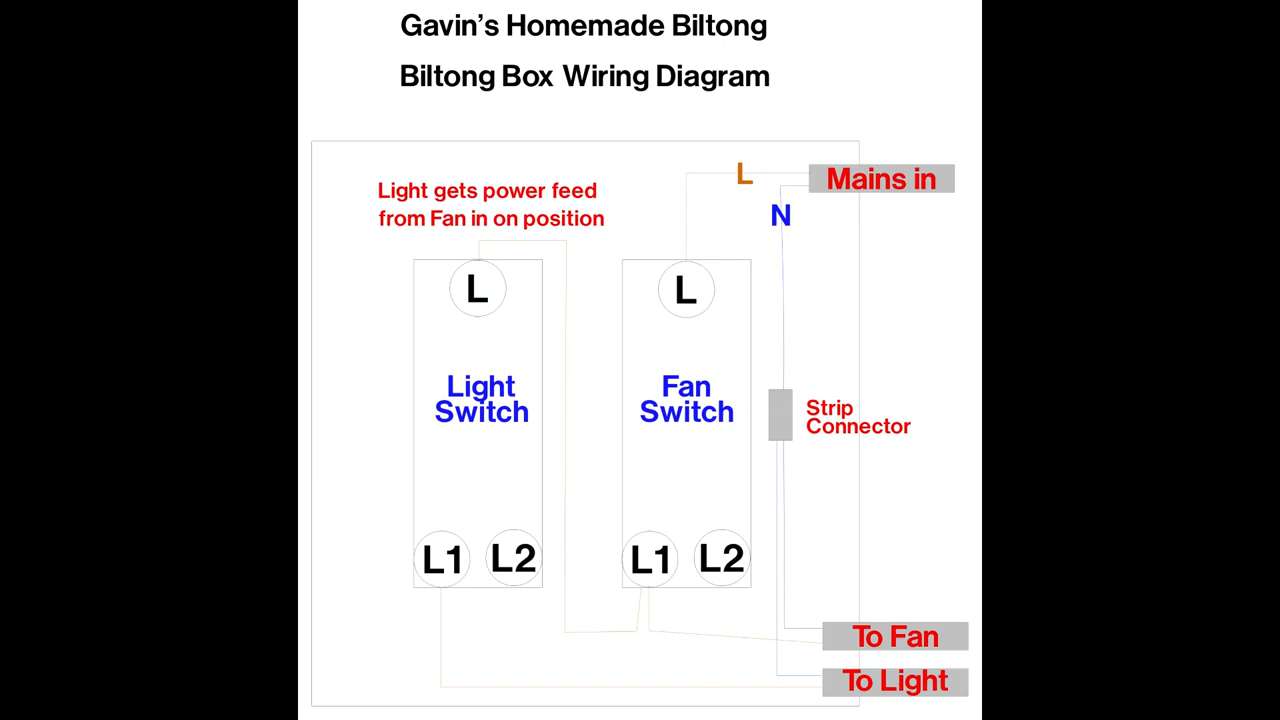 Gavin's Homemade Biltong
Biltong Box Wiring Diagram
L
Mains in
Light gets power feed
from Fan in on position
N
L
L
Light
Switch
Fan
Switch
Strip
Connector
L1
L2
L1
L2
To Fan
To Light